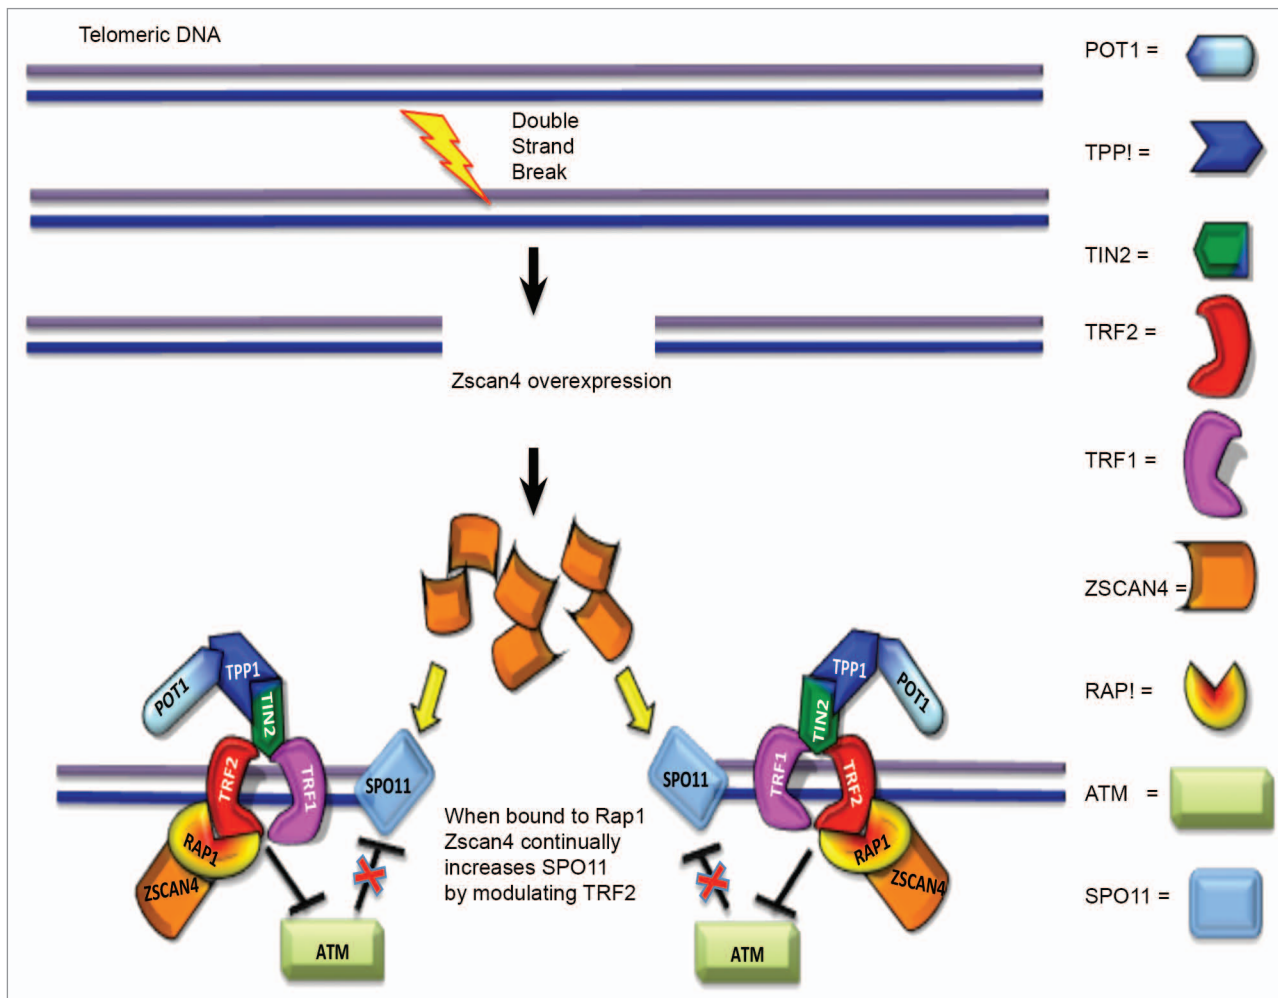 Telomeric DNA
Double
Strand
Break
Zscan4 overexpression
POT1
TPP1
TIN2
TRF2
TRF1
SPO11
RAP1
ZSCAN4
ATM
When bound to Rap1
Zscan4 continually
increases SPO11
by modulating TRF2
TPP1
POT1
TIN2
SPO11
TRF1
TRF2
RAP1
ZSCAN4
ATM
POT1 =
TPP! =
TIN2 =
TRF2 =
TRF1 =
ZSCAN4 =
RAP! =
ATM =
SPO11 =